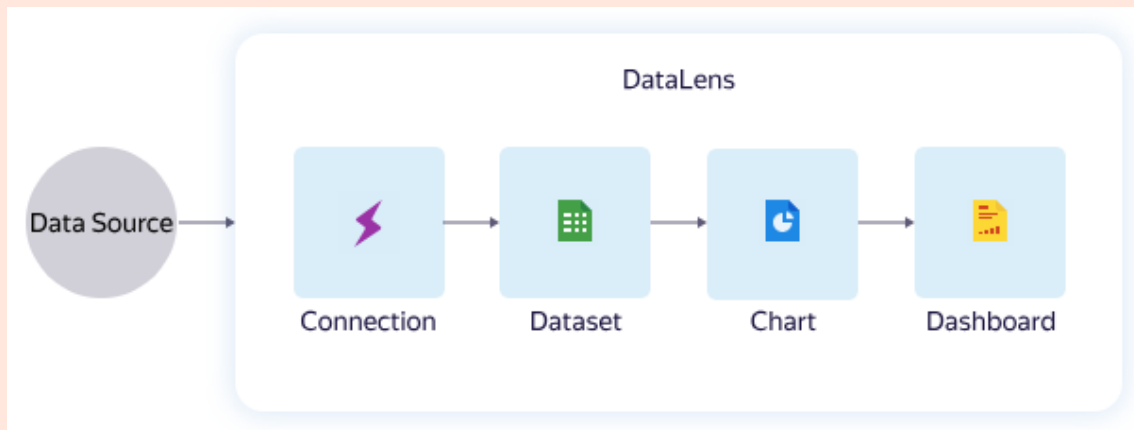 DataLens
Data Source
Connection
Dataset
Chart
Dashboard